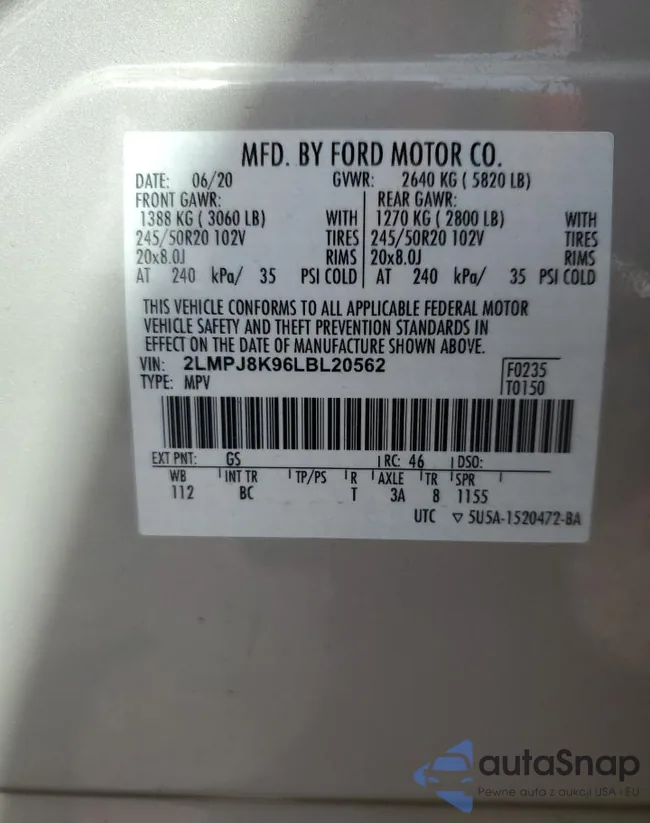 MFD. BY FORD MOTOR CO.
DATE: 06/20 GVWR: 2640 KG ( 5820 LB)
FRONT GAWR: REAR GAWR:
1388 KG ( 3060 LB) WITH 1270 KG ( 2800 LB) WITH
245/50R20 102V TIRES 245/50R20 102V TIRES
20x8.0J RIMS 20x8.0J RIMS
AT 240 kPa/ 35 PSI COLD AT 240 kPa/ 35 PSI COLD
THIS VEHICLE CONFORMS TO ALL APPLICABLE FEDERAL MOTOR
VEHICLE SAFETY AND THEFT PREVENTION STANDARDS IN
EFFECT ON THE DATE OF MANUFACTURE SHOWN ABOVE.
VIN: 2LMPJ8K96LBL20562 F0235
TYPE: MPV T0150
EXT PNT: GS RC: 46 DSO:
WB INT TR TP/PS R AXLE TR SPR
112 BC T 3A 8 1155
UTC ▽ 5U5A-1520472-BA
autaSnap
Pewne auta z aukcji USA i EU